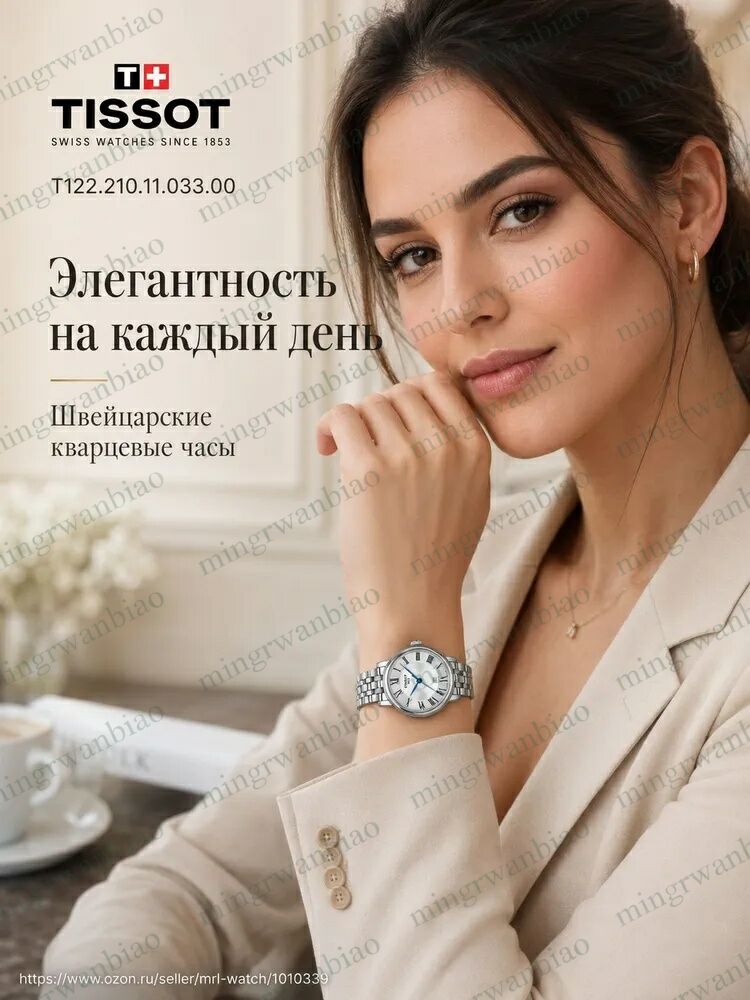 T+
TISSOT
SWISS WATCHES SINCE 1853
T122.210.11.033.00
Элегантность
на каждый день
Швейцарские
кварцевые часы
https://www.ozon.ru/seller/mrl-watch/1010339
mingrwanbiao